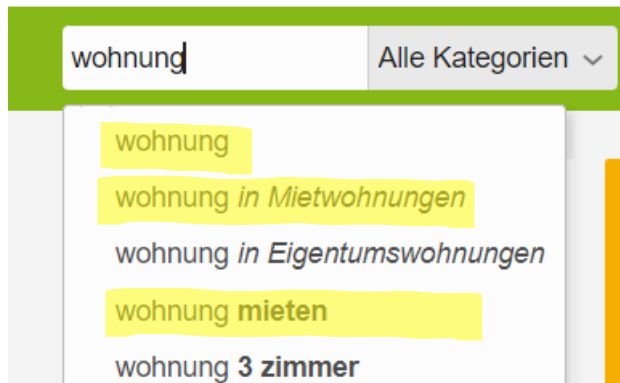 wohnung Alle Kategorien
wohnung
wohnung in Mietwohnungen
wohnung in Eigentumswohnungen
wohnung mieten
wohnung 3 zimmer